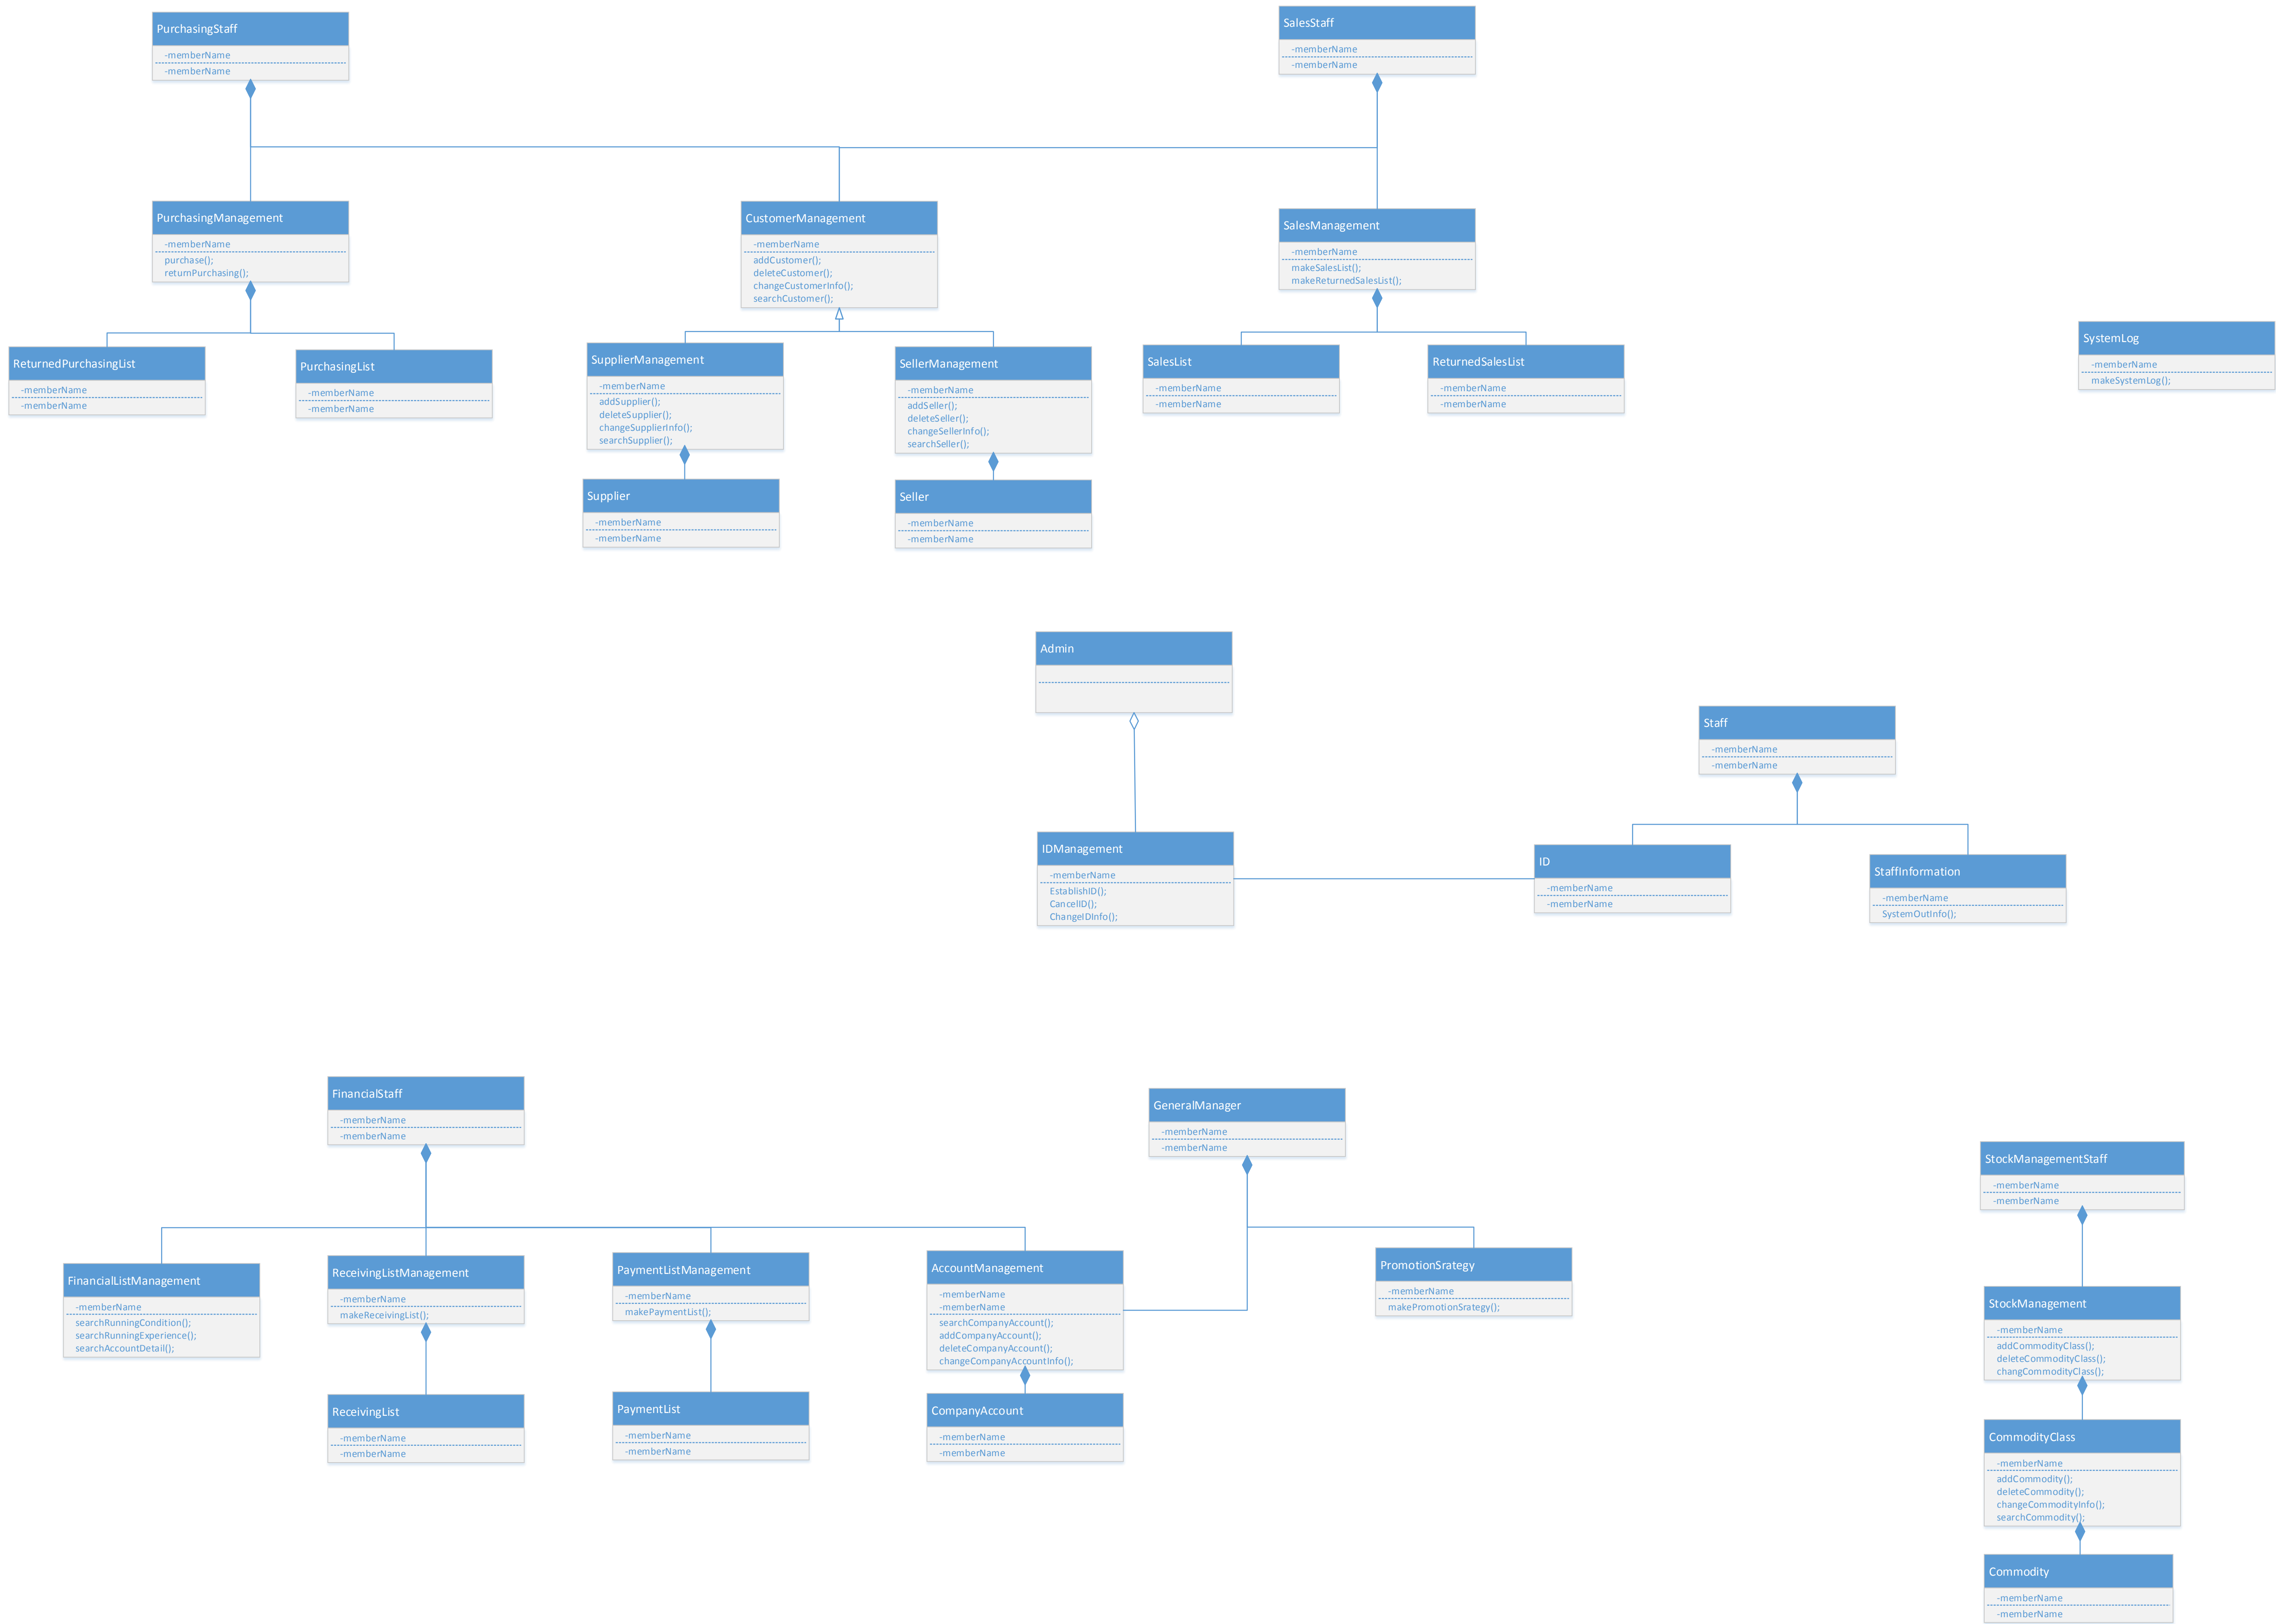 PurchasingStaff
-memberName
-memberName
SalesStaff
-memberName
-memberName
PurchasingManagement
-memberName
purchase();
returnPurchasing();
CustomerManagement
-memberName
addCustomer();
deleteCustomer();
changeCustomerInfo();
searchCustomer();
SalesManagement
-memberName
makeSalesList();
makeReturnedSalesList();
ReturnedPurchasingList
-memberName
-memberName
PurchasingList
-memberName
-memberName
SupplierManagement
-memberName
addSupplier();
deleteSupplier();
changeSupplierInfo();
searchSupplier();
SellerManagement
-memberName
addSeller();
deleteSeller();
changeSellerInfo();
searchSeller();
SalesList
-memberName
-memberName
ReturnedSalesList
-memberName
-memberName
SystemLog
-memberName
makeSystemLog();
Supplier
-memberName
-memberName
Seller
-memberName
-memberName
Admin
Staff
-memberName
-memberName
IDManagement
-memberName
EstablishID();
CancelID();
ChangeIDInfo();
ID
-memberName
-memberName
StaffInformation
-memberName
SystemOutInfo();
FinancialStaff
-memberName
-memberName
GeneralManager
-memberName
-memberName
StockManagementStaff
-memberName
-memberName
FinancialListManagement
-memberName
searchRunningCondition();
searchRunningExperience();
searchAccountDetail();
ReceivingListManagement
-memberName
makeReceivingList();
PaymentListManagement
-memberName
makePaymentList();
AccountManagement
-memberName
-memberName
searchCompanyAccount();
addCompanyAccount();
deleteCompanyAccount();
changeCompanyAccountInfo();
PromotionSrategy
-memberName
makePromotionSrategy();
StockManagement
-memberName
addCommodityClass();
deleteCommodityClass();
changCommodityClass();
ReceivingList
-memberName
-memberName
PaymentList
-memberName
-memberName
CompanyAccount
-memberName
-memberName
CommodityClass
-memberName
addCommodity();
deleteCommodity();
changeCommodityInfo();
searchCommodity();
Commodity
-memberName
-memberName